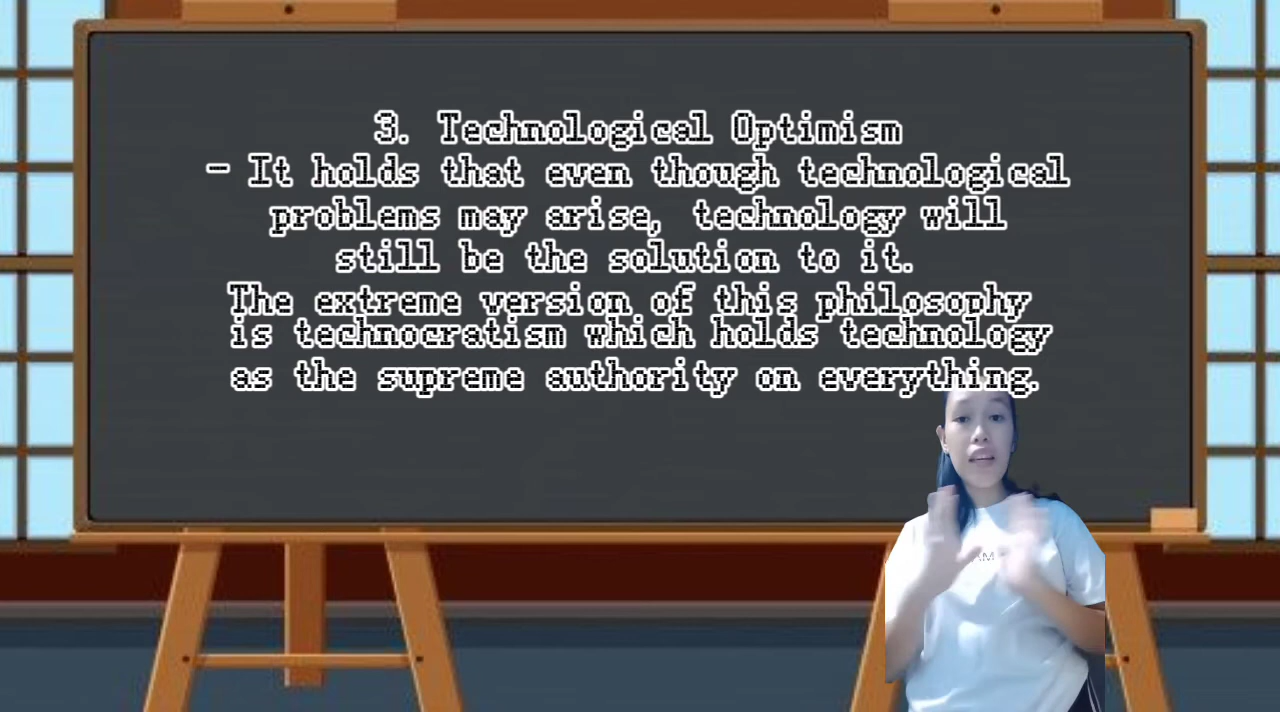 3. Technological Optimism
- It holds that even though technological
problems may arise, technology will
still be the solution to it.
The extreme version of this philosophy
is technocratism which holds technology
as the supreme authority on everything.
AM